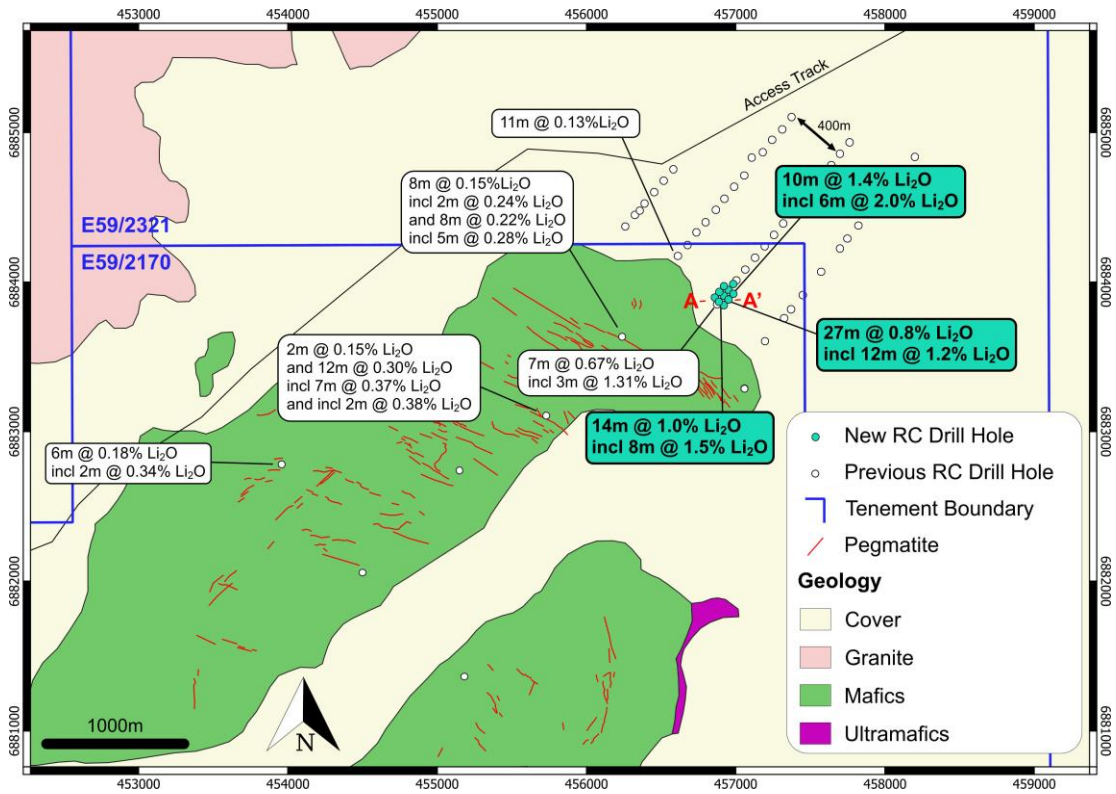 453000
454000
455000
456000
457000
458000
459000
6885000
6884000
6883000
6882000
6881000
6885000
6884000
6883000
6882000
6881000
Access Track
400m
11m @ 0.13%Li₂O
8m @ 0.15%Li₂O
incl 2m @ 0.24% Li₂O
and 8m @ 0.22% Li₂O
incl 5m @ 0.28% Li₂O
10m @ 1.4% Li₂O
incl 6m @ 2.0% Li₂O
E59/2321
E59/2170
A
A'
27m @ 0.8% Li₂O
incl 12m @ 1.2% Li₂O
2m @ 0.15% Li₂O
and 12m @ 0.30% Li₂O
incl 7m @ 0.37% Li₂O
and incl 2m @ 0.38% Li₂O
7m @ 0.67% Li₂O
incl 3m @ 1.31% Li₂O
14m @ 1.0% Li₂O
incl 8m @ 1.5% Li₂O
6m @ 0.18% Li₂O
incl 2m @ 0.34% Li₂O
New RC Drill Hole
Previous RC Drill Hole
Tenement Boundary
Pegmatite
Geology
Cover
Granite
Mafics
Ultramafics
1000m
N
453000
454000
455000
456000
457000
458000
459000